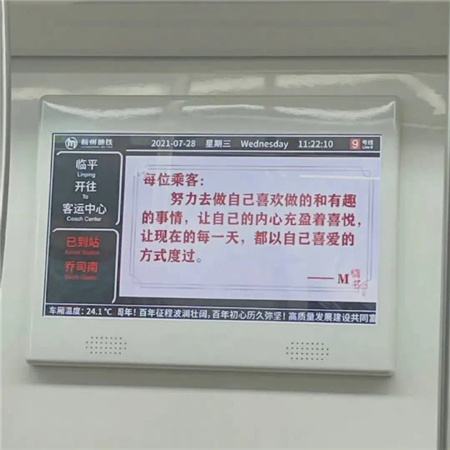 杭州地铁
2021-07-28 星期三 Wednesday 11:22:10
9 号线
临平
Linping
开往
To
客运中心
Coach Center
已到站
乔司南
每位乘客:
努力去做自己喜欢做的和有趣
的事情，让自己的内心充盈着喜悦，
让现在的每一天，都以自己喜爱的
方式度过。
——M
车厢温度：24.1℃ 周年！百年征程波澜壮阔，百年初心历久弥坚！高质量发展建设共同富